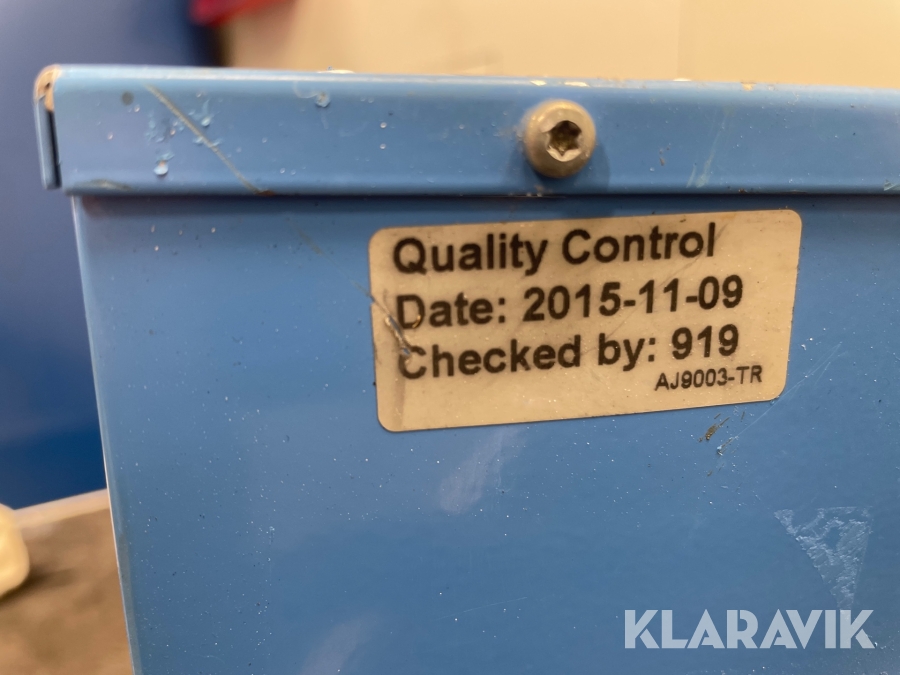 Quality Control
Date: 2015-11-09
Checked by: 919
AJ9003-TR
KLARAVIK